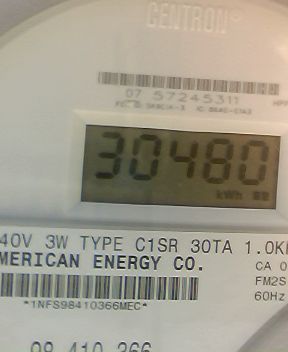 CENTRON®
07 57245311
30480
kWh
40V 3W TYPE C1SR 30TA 1.0K
MERICAN ENERGY CO.
CA 0
FM2S
*1NFS98410366MEC*
60Hz
98 410 366